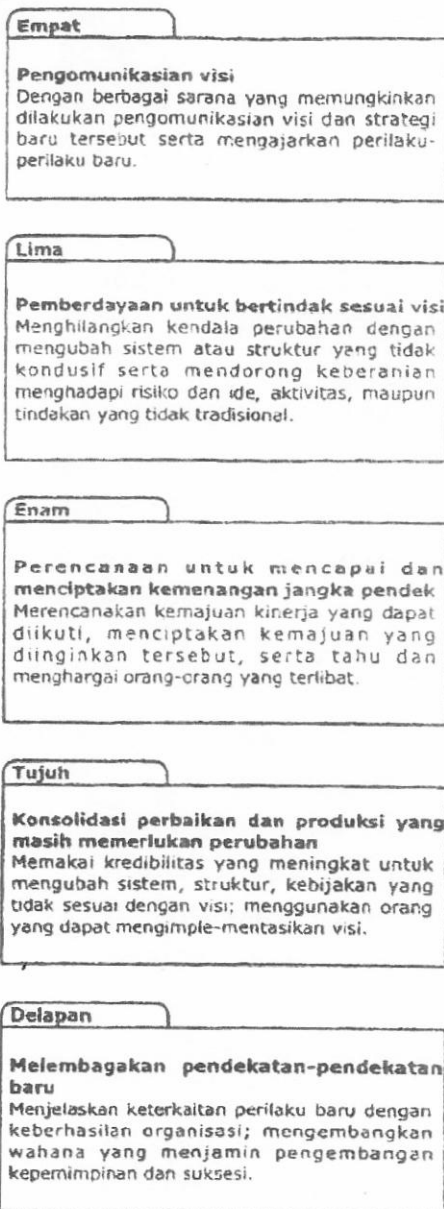 Empat
Pengomunikasian visi
Dengan berbagai sarana yang memungkinkan
dilakukan pengomunikasian visi dan strategi
baru tersebut serta mengajarkan perilaku-
perilaku baru.
Lima
Pemberdayaan untuk bertindak sesuai visi
Menghilangkan kendala perubahan dengan
mengubah sistem atau struktur yang tidak
kondusif serta mendorong keberanian
menghadapi risiko dan ide, aktivitas, maupun
tindakan yang tidak tradisional.
Enam
Perencanaan untuk mencapai dan
menciptakan kemenangan jangka pendek
Merencanakan kemajuan kinerja yang dapat
diikuti, menciptakan kemajuan yang
diinginkan tersebut, serta tahu dan
menghargai orang-orang yang terlibat.
Tujuh
Konsolidasi perbaikan dan produksi yang
masih memerlukan perubahan
Memakai kredibilitas yang meningkat untuk
mengubah sistem, struktur, kebijakan yang
tidak sesuai dengan visi; menggunakan orang
yang dapat mengimple-mentasikan visi.
Delapan
Melembagakan pendekatan-pendekatan
baru
Menjelaskan keterkaitan perilaku baru dengan
keberhasilan organisasi; mengembangkan
wahana yang menjamin pengembangan
kepemimpinan dan suksesi.